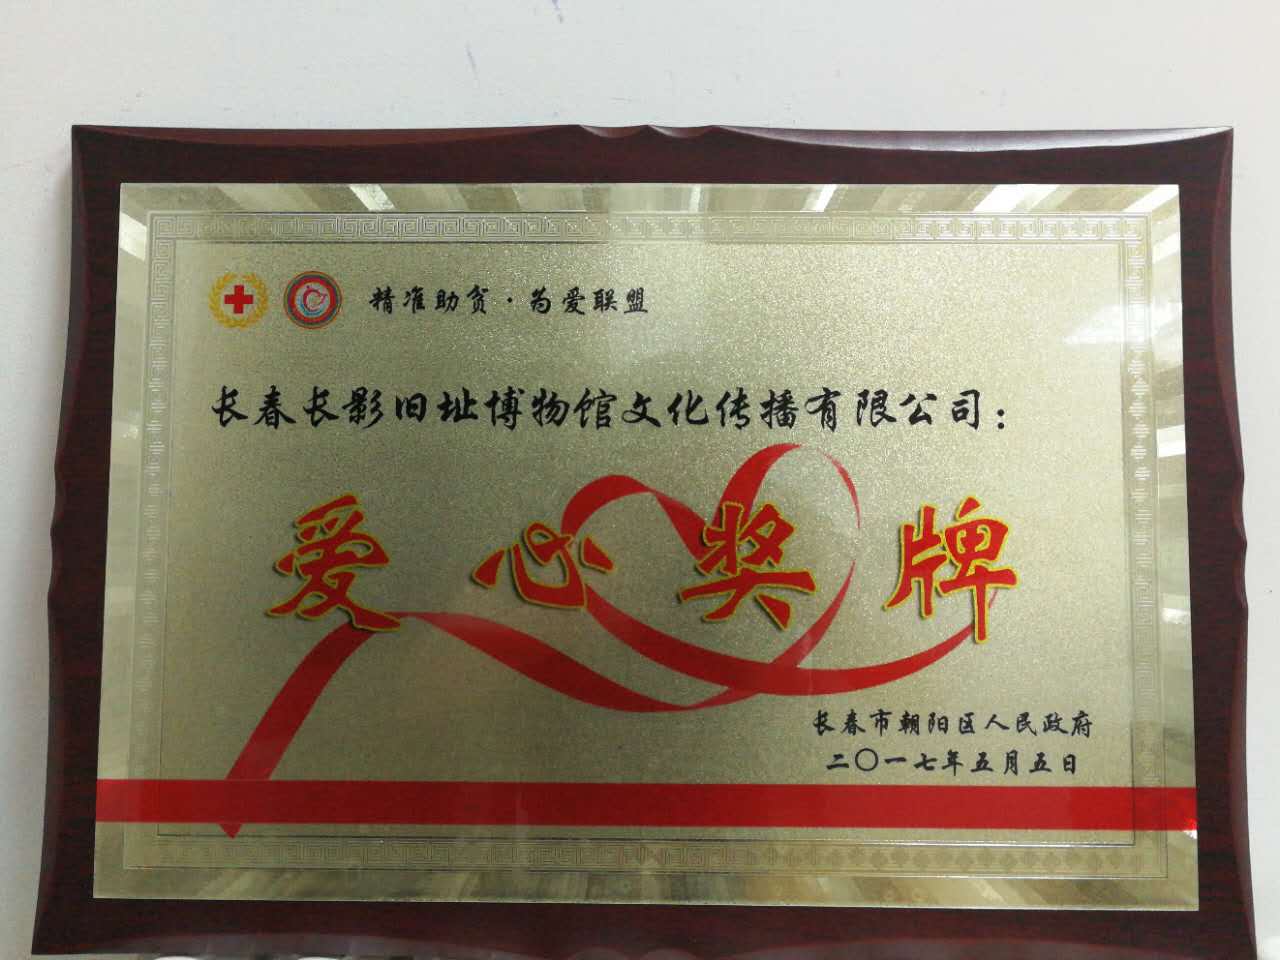 精准助贫·为爱联盟
长春长影旧址博物馆文化传播有限公司：
爱心奖牌
长春市朝阳区人民政府
二〇一七年五月五日